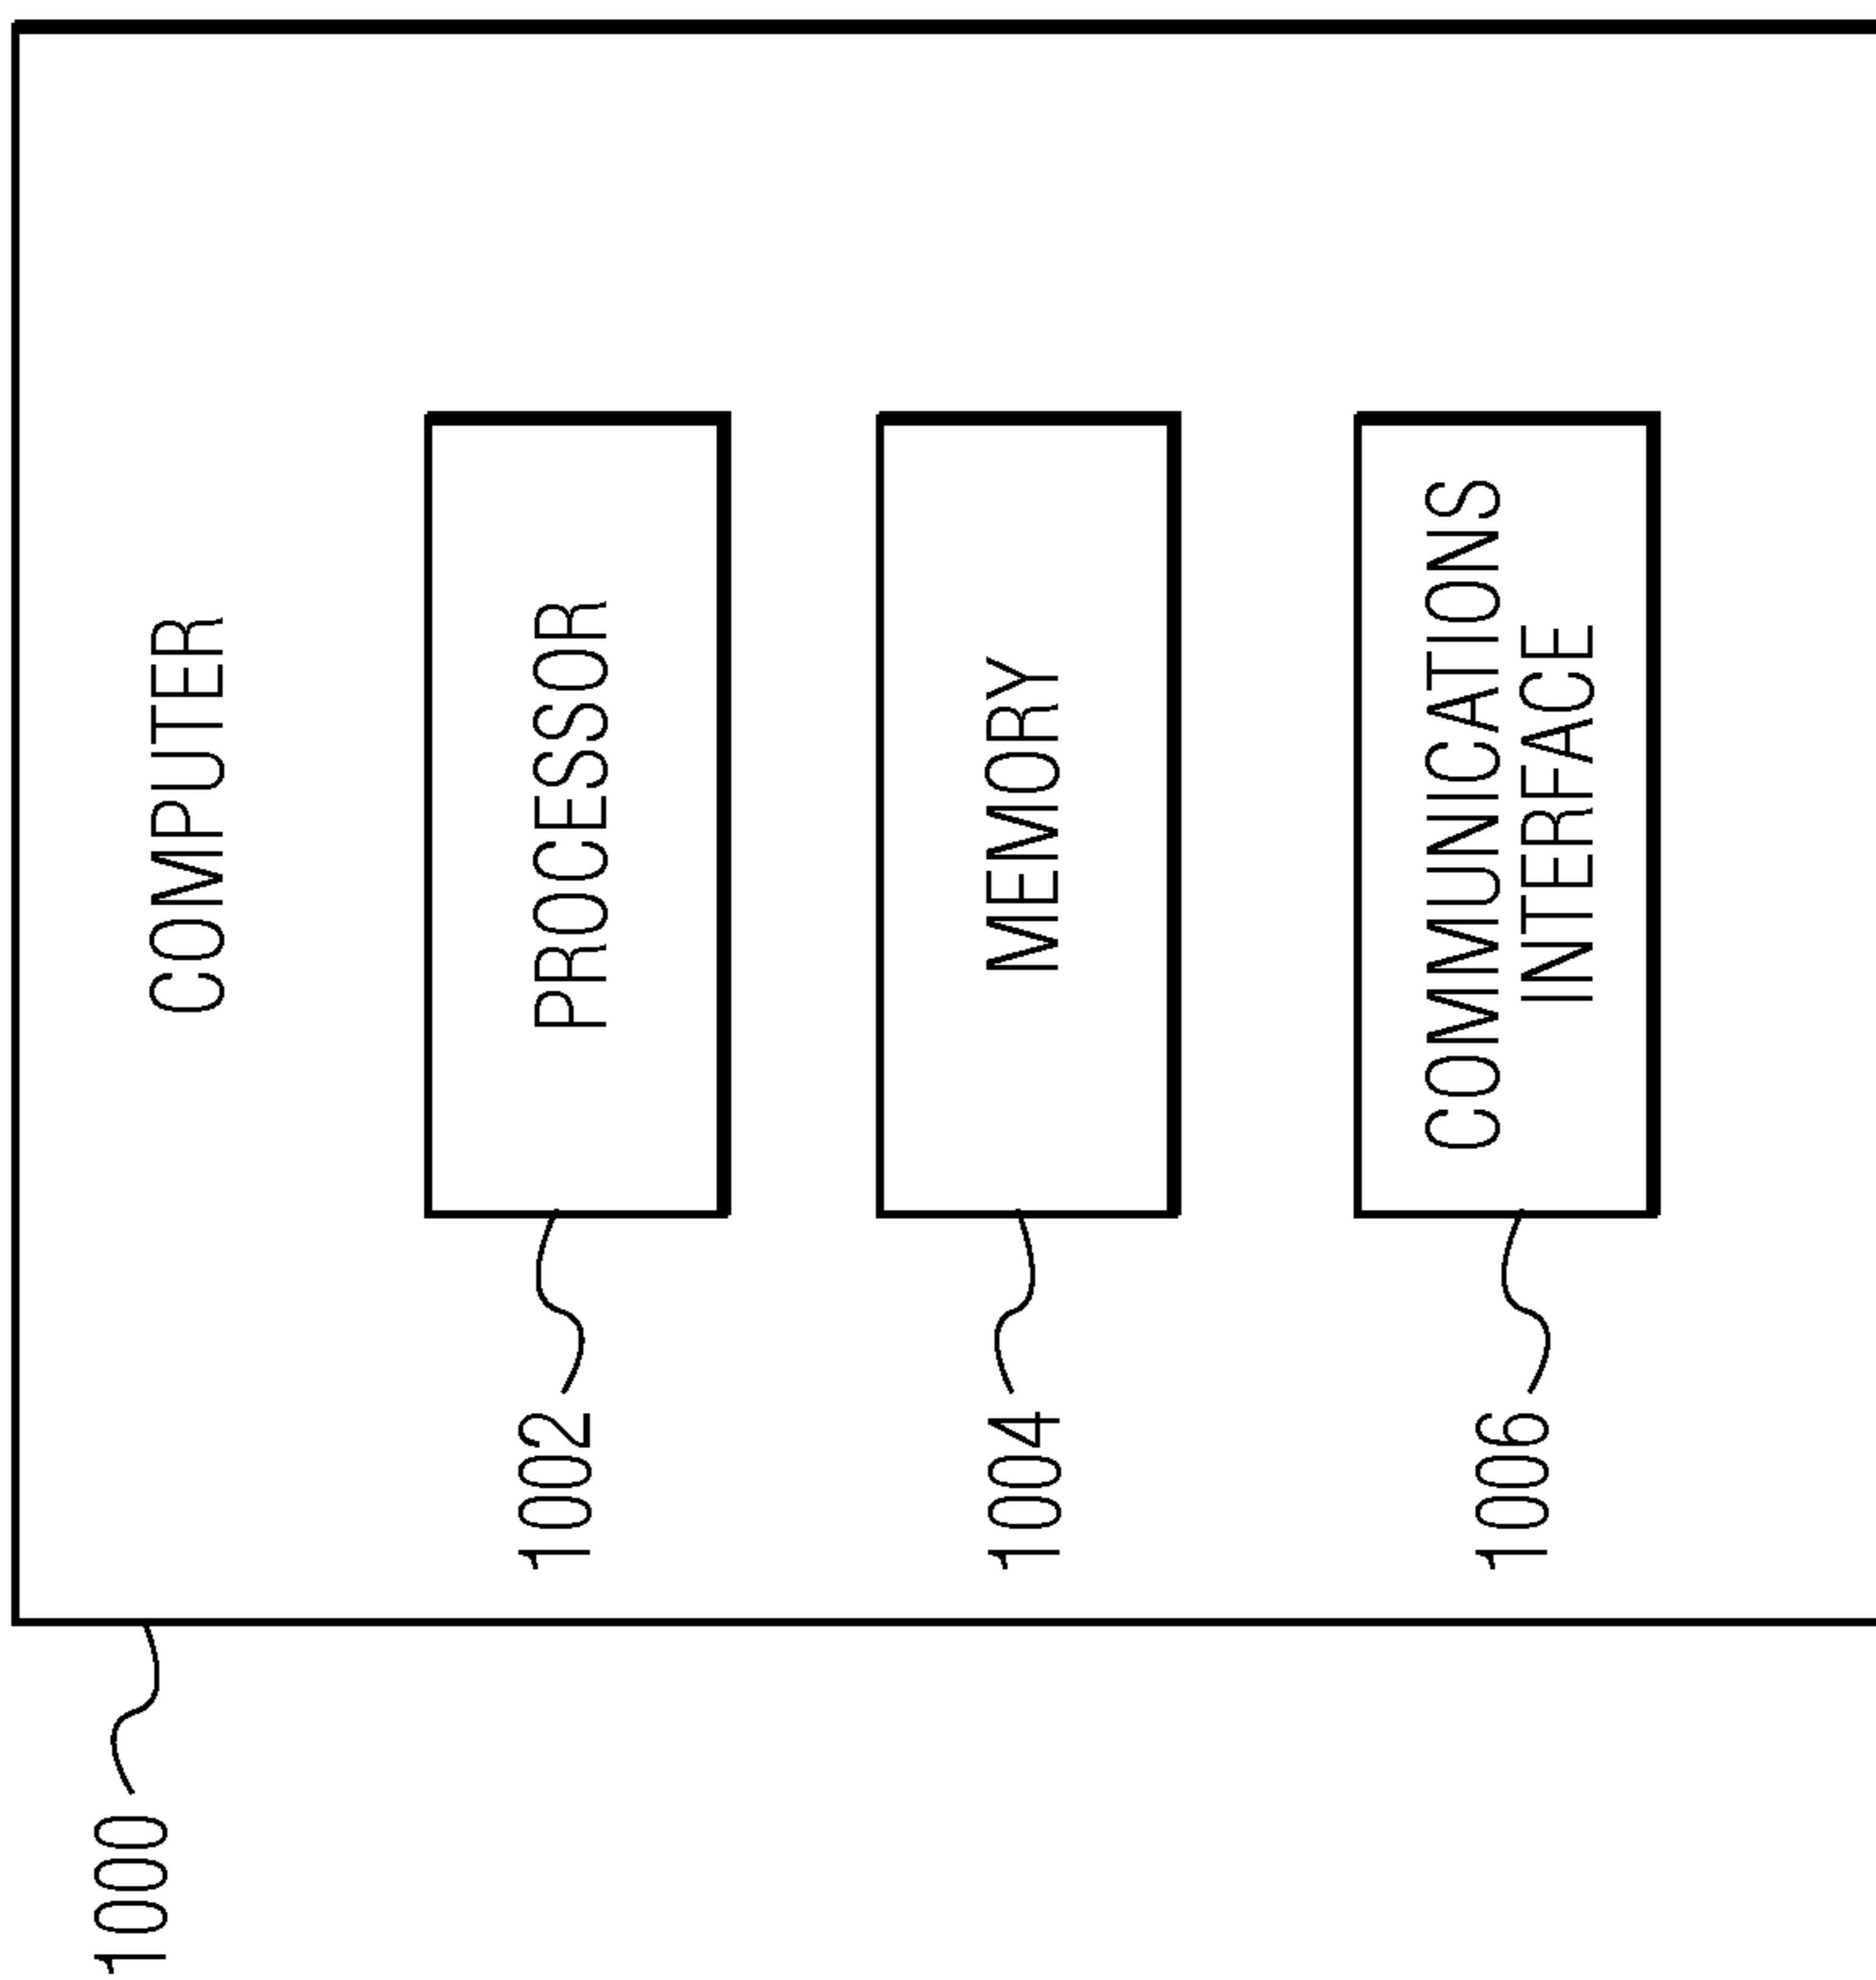 1000
COMPUTER
1002
PROCESSOR
1004
MEMORY
1006
COMMUNICATIONS
INTERFACE